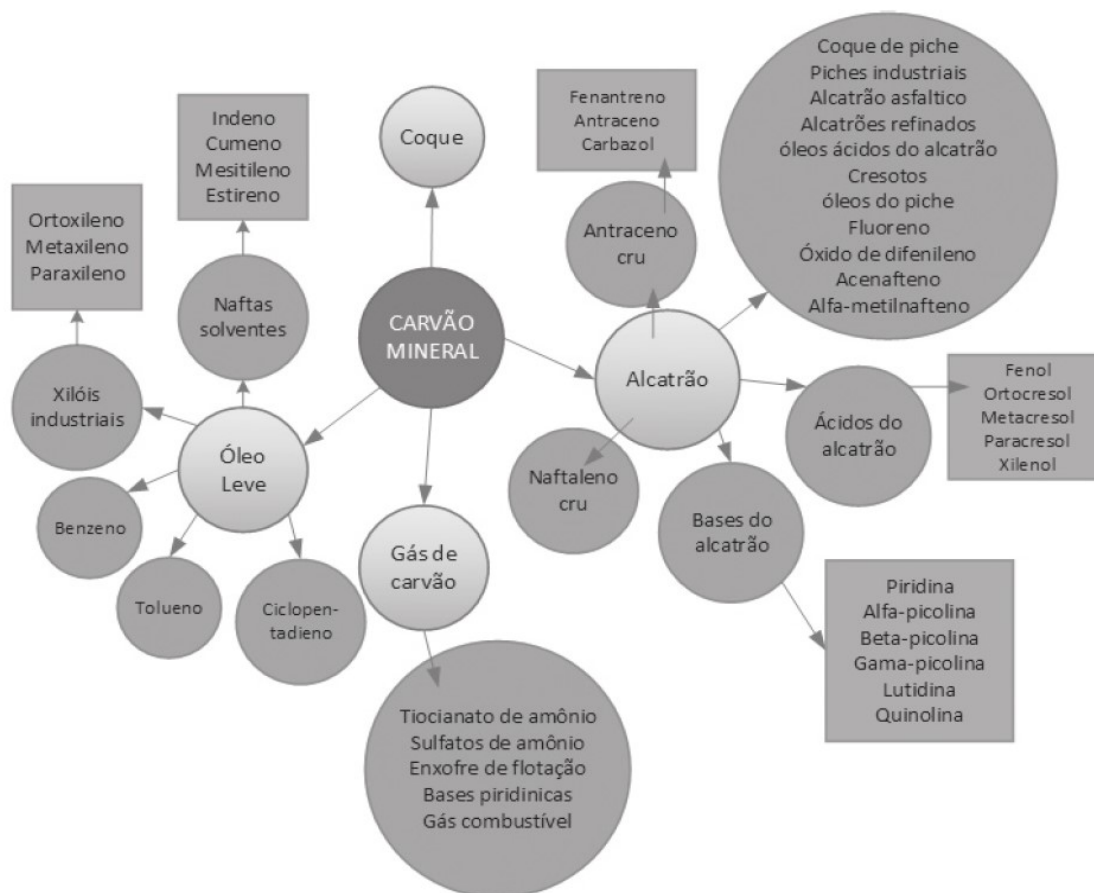 Coque
Indeno
Cumeno
Mesitileno
Estireno
Ortoxileno
Metaxileno
Paraxileno
Naftas
solventes
Xilóis
industriais
CARVÃO
MINERAL
Óleo
Leve
Benzeno
Tolueno
Ciclopen-
tadieno
Gás de
carvão
Tiocianato de amônio
Sulfatos de amônio
Enxofre de flotação
Bases piridinicas
Gás combustível
Fenantreno
Antraceno
Carbazol
Antraceno
cru
Alcatrão
Naftaleno
cru
Coque de piche
Piches industriais
Alcatrão asfaltico
Alcatrões refinados
óleos ácidos do alcatrão
Cresotos
óleos do piche
Fluoreno
Óxido de difenileno
Acenafteno
Alfa-metilnafteno
Ácidos do
alcatrão
Fenol
Ortocresol
Metacresol
Paracresol
Xilenol
Bases do
alcatrão
Piridina
Alfa-picolina
Beta-picolina
Gama-picolina
Lutidina
Quinolina